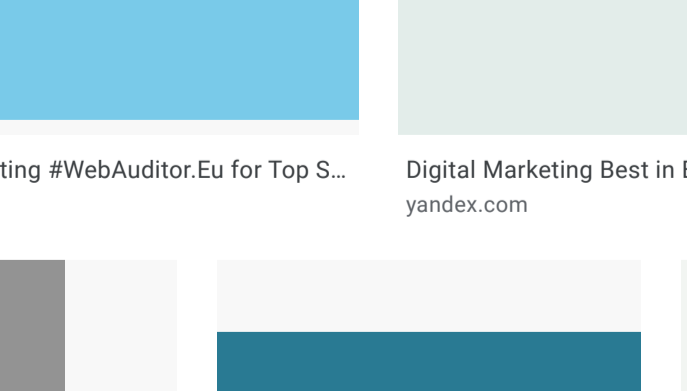 ting #WebAuditor.Eu for Top S...
Digital Marketing Best in
yandex.com